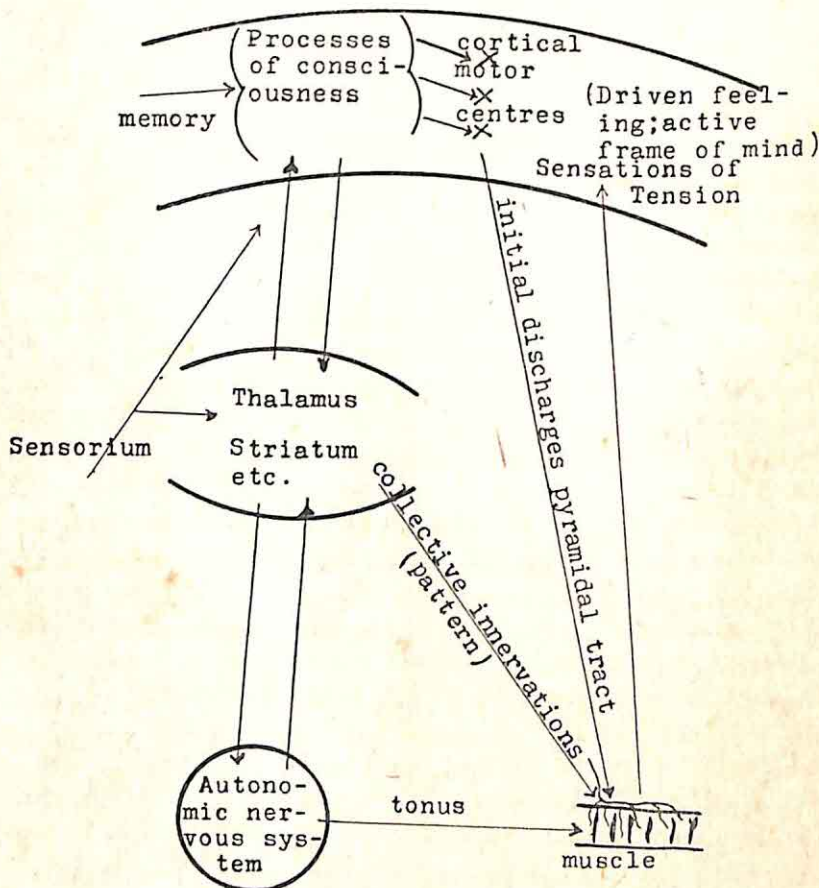 Processes
of consci-
ousness
cortical
motor
centres
memory
(Driven feel-
ing;active
frame of mind)
Sensations of
Tension
initial discharges pyramidal tract
Thalamus
Striatum
etc.
Sensorium
collective innervations
(pattern)
Autono-
mic ner-
vous sys-
tem
tonus
muscle